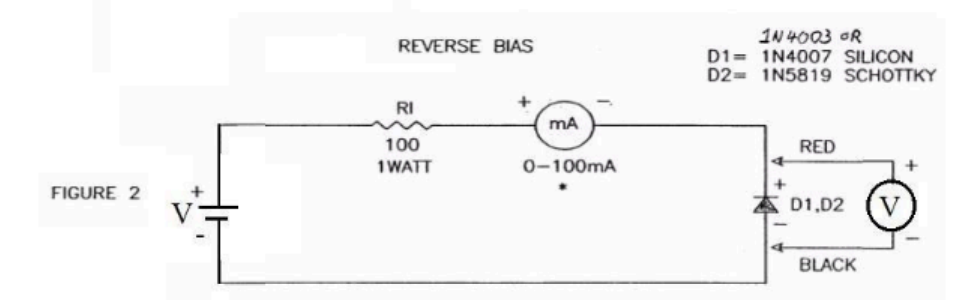 REVERSE BIAS
1N4003 OR
D1= 1N4007 SILICON
D2= 1N5819 SCHOTTKY
RI
100
1WATT
+ -
mA
0-100mA
*
RED
FIGURE 2
+
V
-
+
D1,D2
-
+
V
-
BLACK